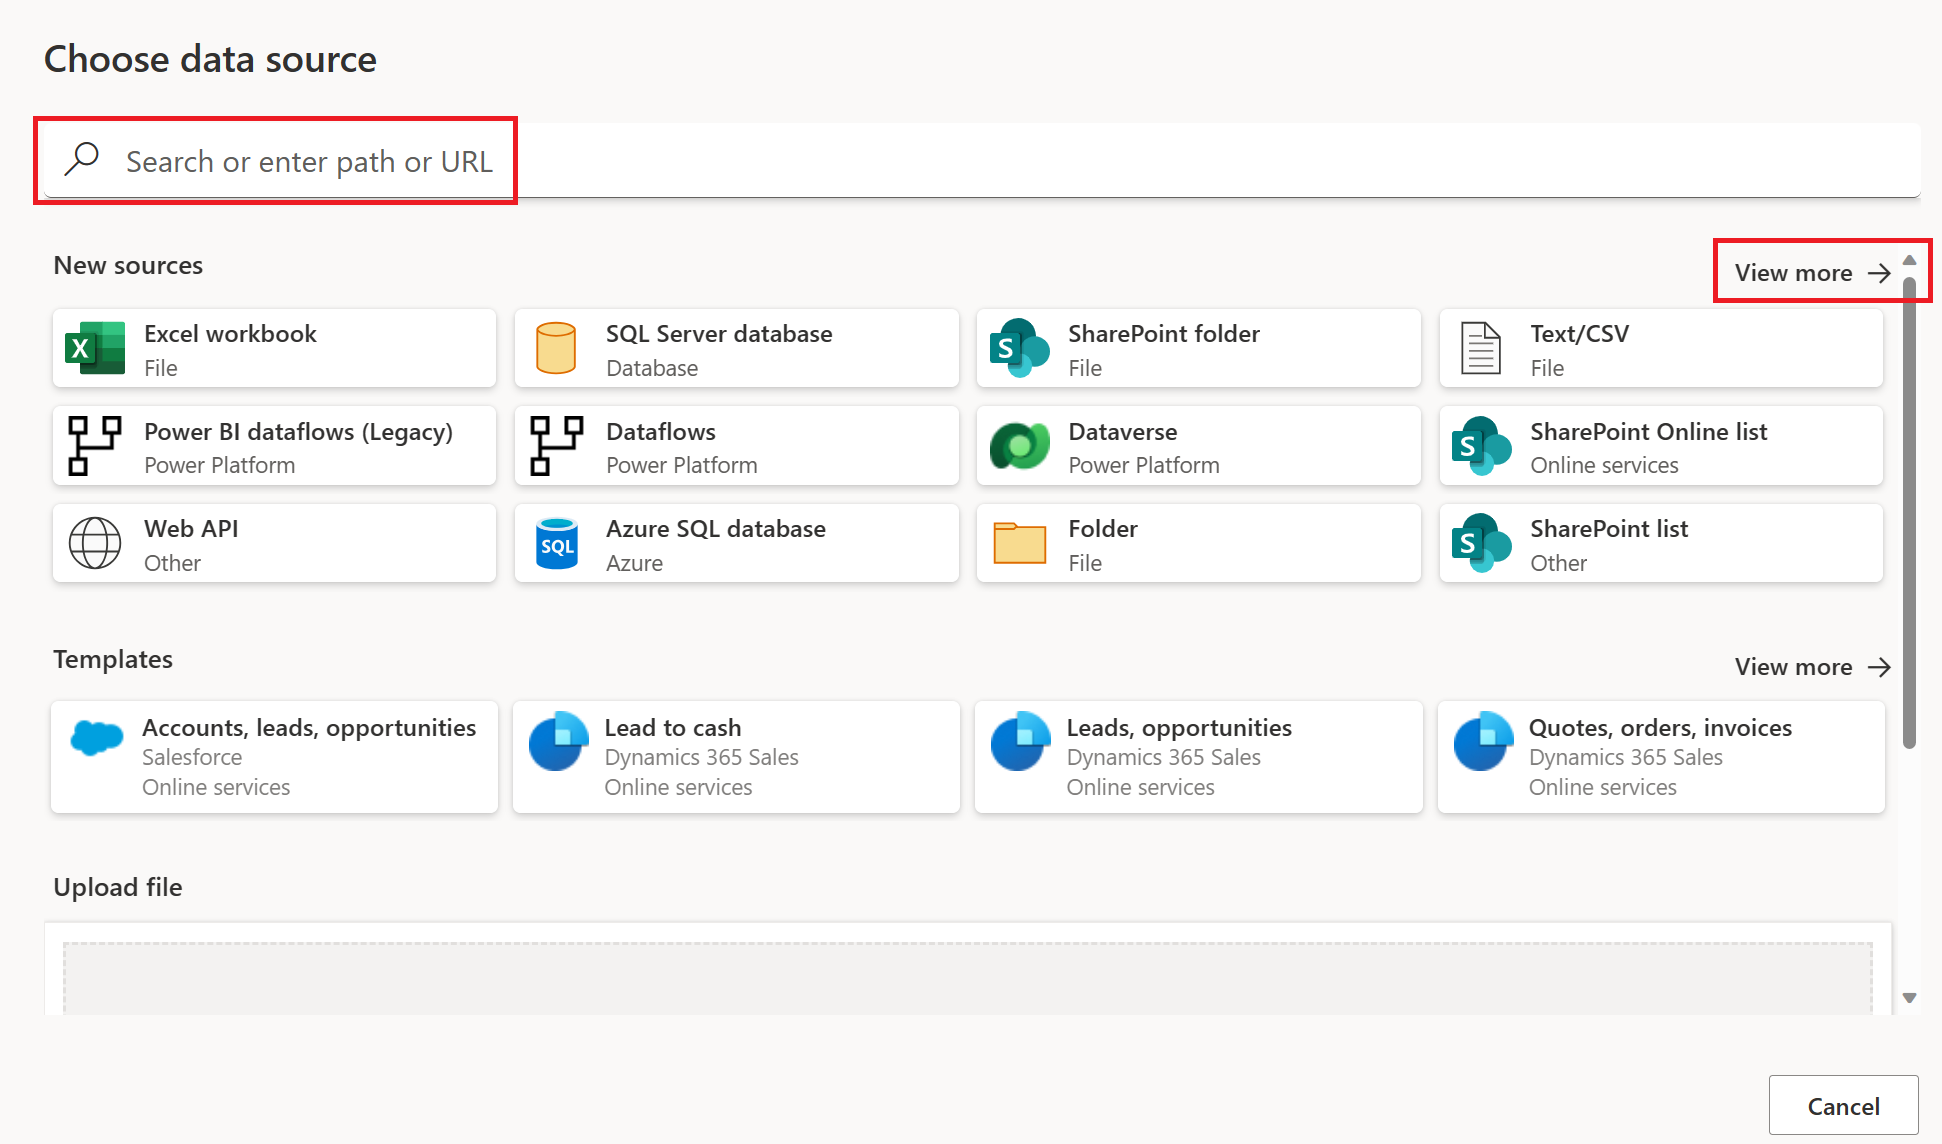 Choose data source
Search or enter path or URL
New sources
View more
Excel workbook
File
SQL Server database
Database
SharePoint folder
File
Text/CSV
File
Power BI dataflows (Legacy)
Power Platform
Dataflows
Power Platform
Dataverse
Power Platform
SharePoint Online list
Online services
Web API
Other
SQL
Azure SQL database
Azure
Folder
File
SharePoint list
Other
Templates
View more
Accounts, leads, opportunities
Salesforce
Online services
Lead to cash
Dynamics 365 Sales
Online services
Leads, opportunities
Dynamics 365 Sales
Online services
Quotes, orders, invoices
Dynamics 365 Sales
Online services
Upload file
Cancel